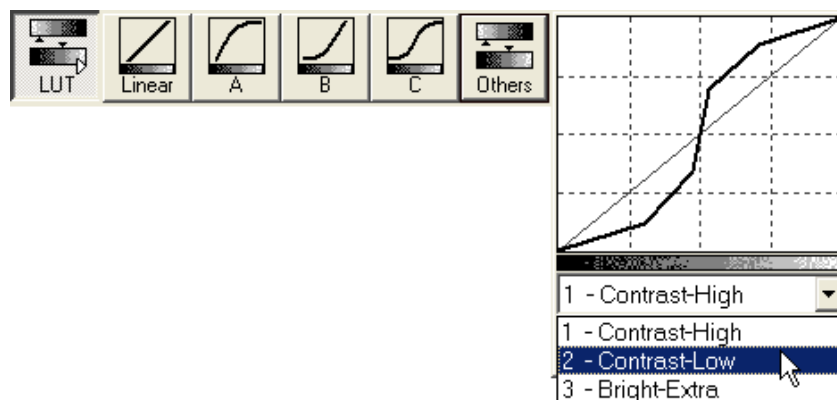 LUT Linear A B C Others
1 - Contrast-High
1 - Contrast-High
2 - Contrast-Low
3 - Bright-Extra